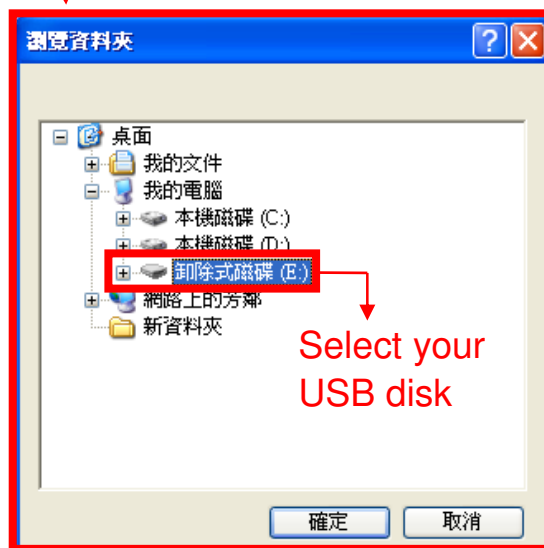 瀏覽資料夾
桌面
我的文件
我的電腦
本機磁碟 (C:)
本機磁碟 (D:)
卸除式磁碟 (E:)
網路上的芳鄰
新資料夾
Select your
USB disk
確定
取消